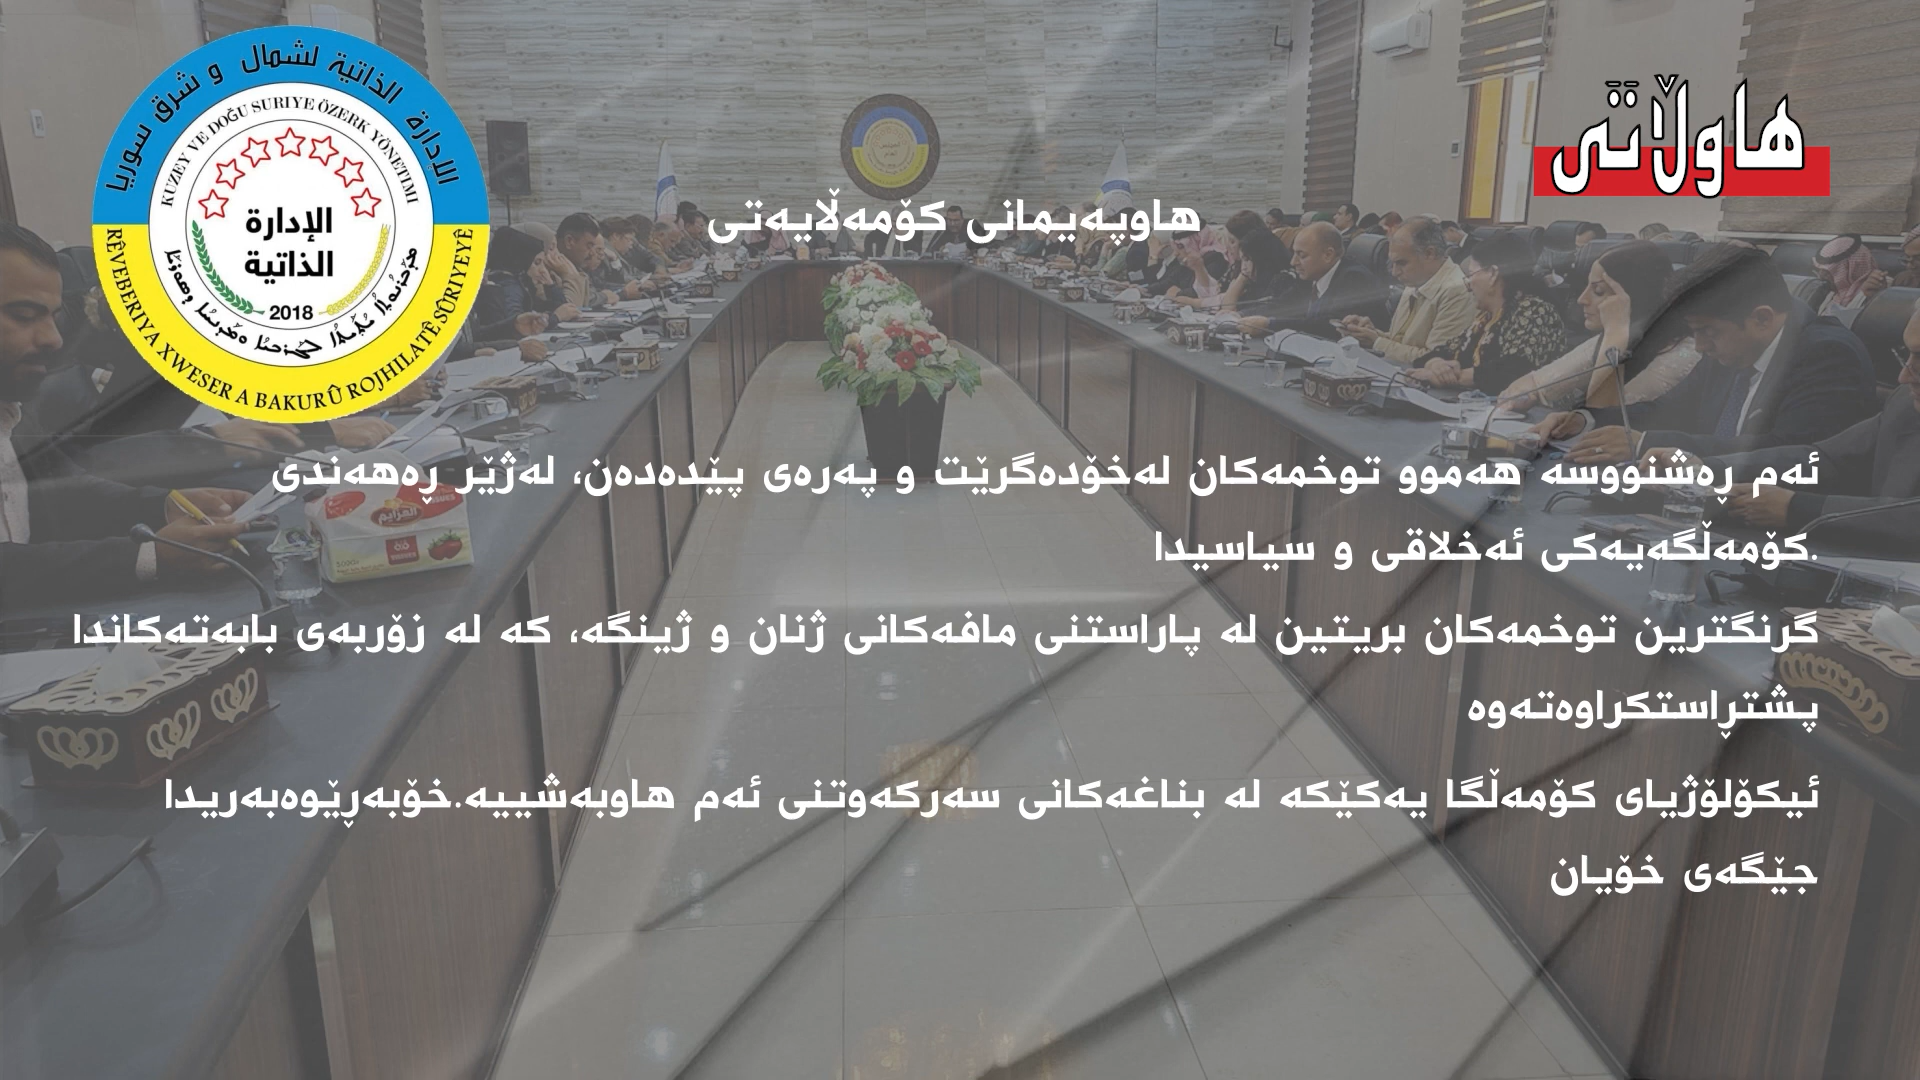 الإدارة الذاتية لشمال و شرق سوريا
KUZEY VE DOĞU SURIYE ÖZERK YÖNETIMI
الإدارة
الذاتية
2018
RÊVEBERIYA XWESER A BAKUR Û ROJHILATÊ SÛRIYEYÊ
هاوڵاتی
هاوپەیمانی کۆمەڵایەتی
ئەم ڕەشنووسە هەموو توخمەکان لەخۆدەگرێت و پەرەی پێدەدەن، لەژێر ڕەهەندی
کۆمەڵگەیەکی ئەخلاقی و سیاسیدا.
گرنگترین توخمەکان بریتین لە پاراستنی مافەکانی ژنان و ژینگە، کە لە زۆربەی بابەتەکاندا
پشتڕاستکراوەتەوە
ئیکۆلۆژیای کۆمەڵگا یەکێکە لە بناغەکانی سەرکەوتنی ئەم هاوبەشییە.خۆبەڕێوەبەریدا
جێگەی خۆیان